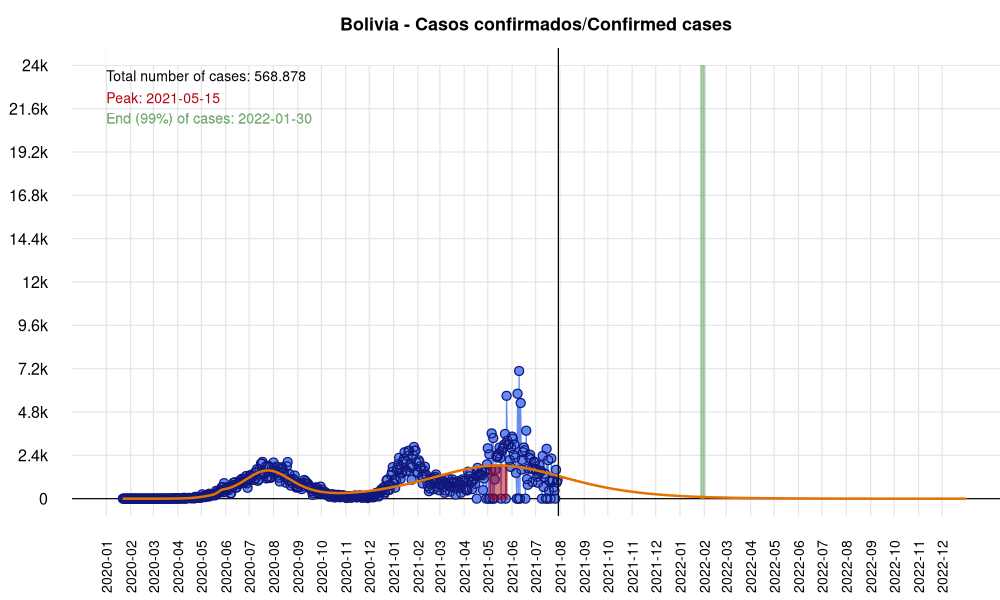 Bolivia - Casos confirmados/Confirmed cases
24k
Total number of cases: 568.878
Peak: 2021-05-15
21.6k
End (99%) of cases: 2022-01-30
19.2k
16.8k
14.4k
12k
9.6k
7.2k
4.8k
2.4k
0
2020-01
2020-02
2020-03
2020-04
2020-05
2020-06
2020-07
2020-08
2020-09
2020-10
2020-11
2020-12
2021-01
2021-02
2021-03
2021-04
2021-05
2021-06
2021-07
2021-08
2021-09
2021-10
2021-11
2021-12
2022-01
2022-02
2022-03
2022-04
2022-05
2022-06
2022-07
2022-08
2022-09
2022-10
2022-11
2022-12